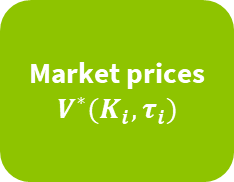 Market prices
V*(Kᵢ, τᵢ)